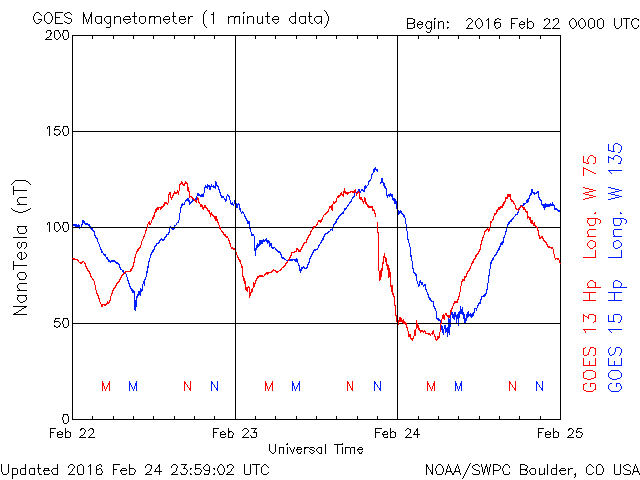 GOES Magnetometer (1 minute data)
Begin: 2016 Feb 22 0000 UTC
200
150
100
50
0
NanoTesla (nT)
M M N N M M N N M M N N
Feb 22 Feb 23 Feb 24 Feb 25
Universal Time
GOES 13 Hp Long. W 75
GOES 15 Hp Long. W 135
Updated 2016 Feb 24 23:59:02 UTC
NOAA/SWPC Boulder, CO USA